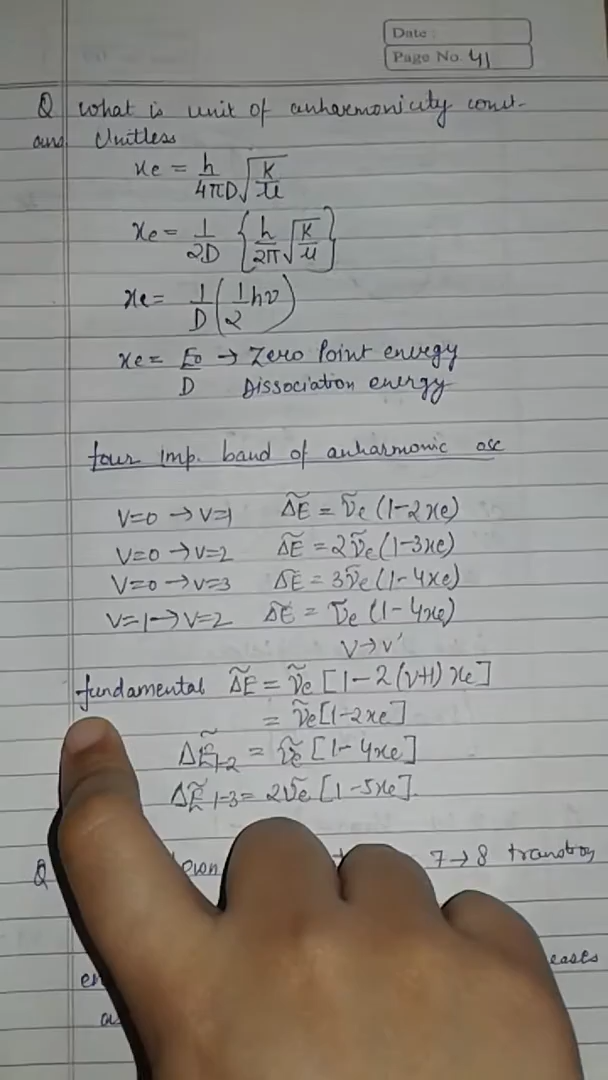 Date :
Page No. 41
Q what is unit of anharmonicity const.
ans. Unitless
xe = h/4πD √K/μ
xe = 1/2D {h/2π √K/μ}
xe = 1/D (1/2 hν)
xe = E₀/D → Zero Point energy
Dissociation energy
four imp. band of anharmonic osc
V=0 → V=1 ΔẼ = ν̃e (1-2xe)
V=0 → V=2 ΔẼ = 2ν̃e (1-3xe)
V=0 → V=3 ΔẼ = 3ν̃e (1-4xe)
V=1 → V=2 ΔẼ = ν̃e (1-4xe)
V → V'
fundamental ΔẼ = ν̃e [1-2(V+1)xe]
= ν̃e [1-2xe]
ΔẼ1-2 = ν̃e [1-4xe]
ΔẼ1-3 = 2ν̃e [1-5xe]
Q 7→8
eases
en
as